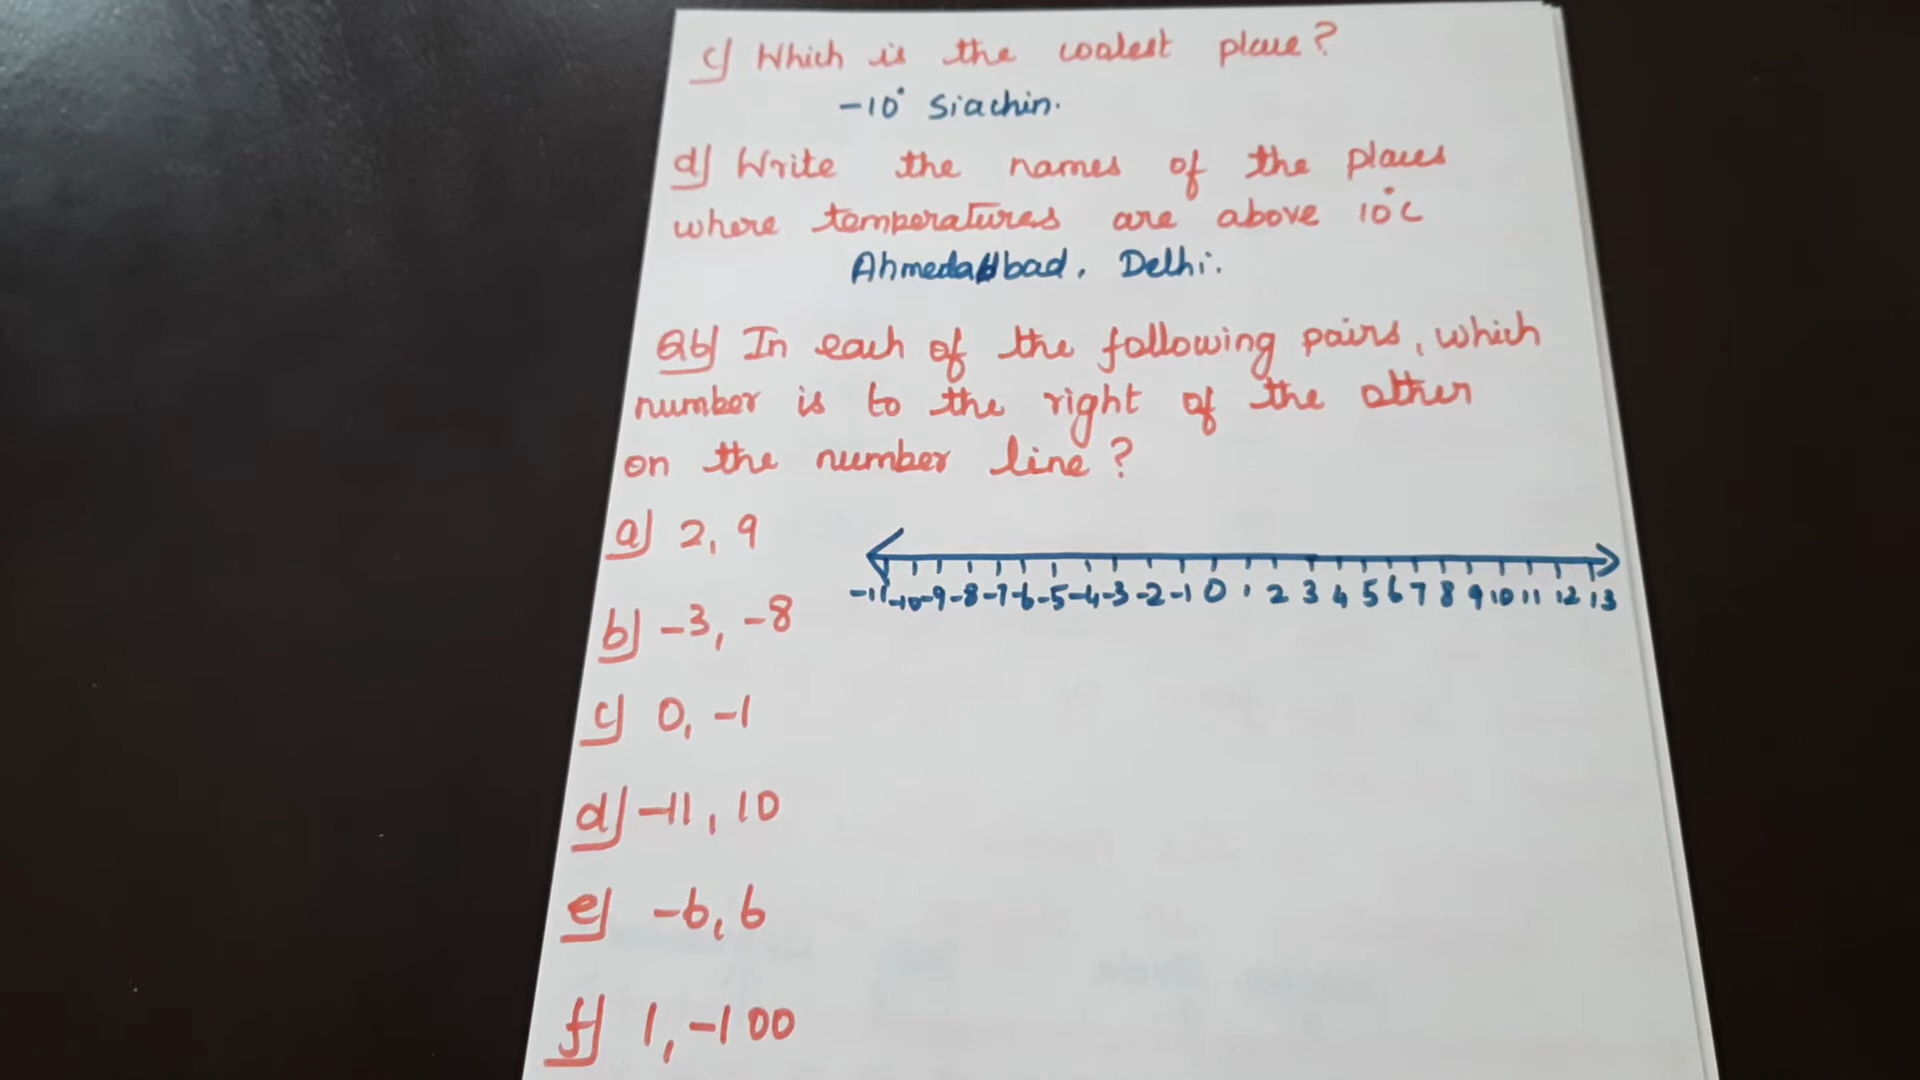 c) Which is the coolest place?
-10° Siachin.
d) Write the names of the places
where temperatures are above 10°C
Ahmedabad, Delhi.
Q6) In each of the following pairs, which
number is to the right of the other
on the number line?
a) 2, 9
-11 -10 -9 -8 -7 -6 -5 -4 -3 -2 -1 0 1 2 3 4 5 6 7 8 9 10 11 12 13
b) -3, -8
c) 0, -1
d) -11, 10
e) -6, 6
f) 1, -100